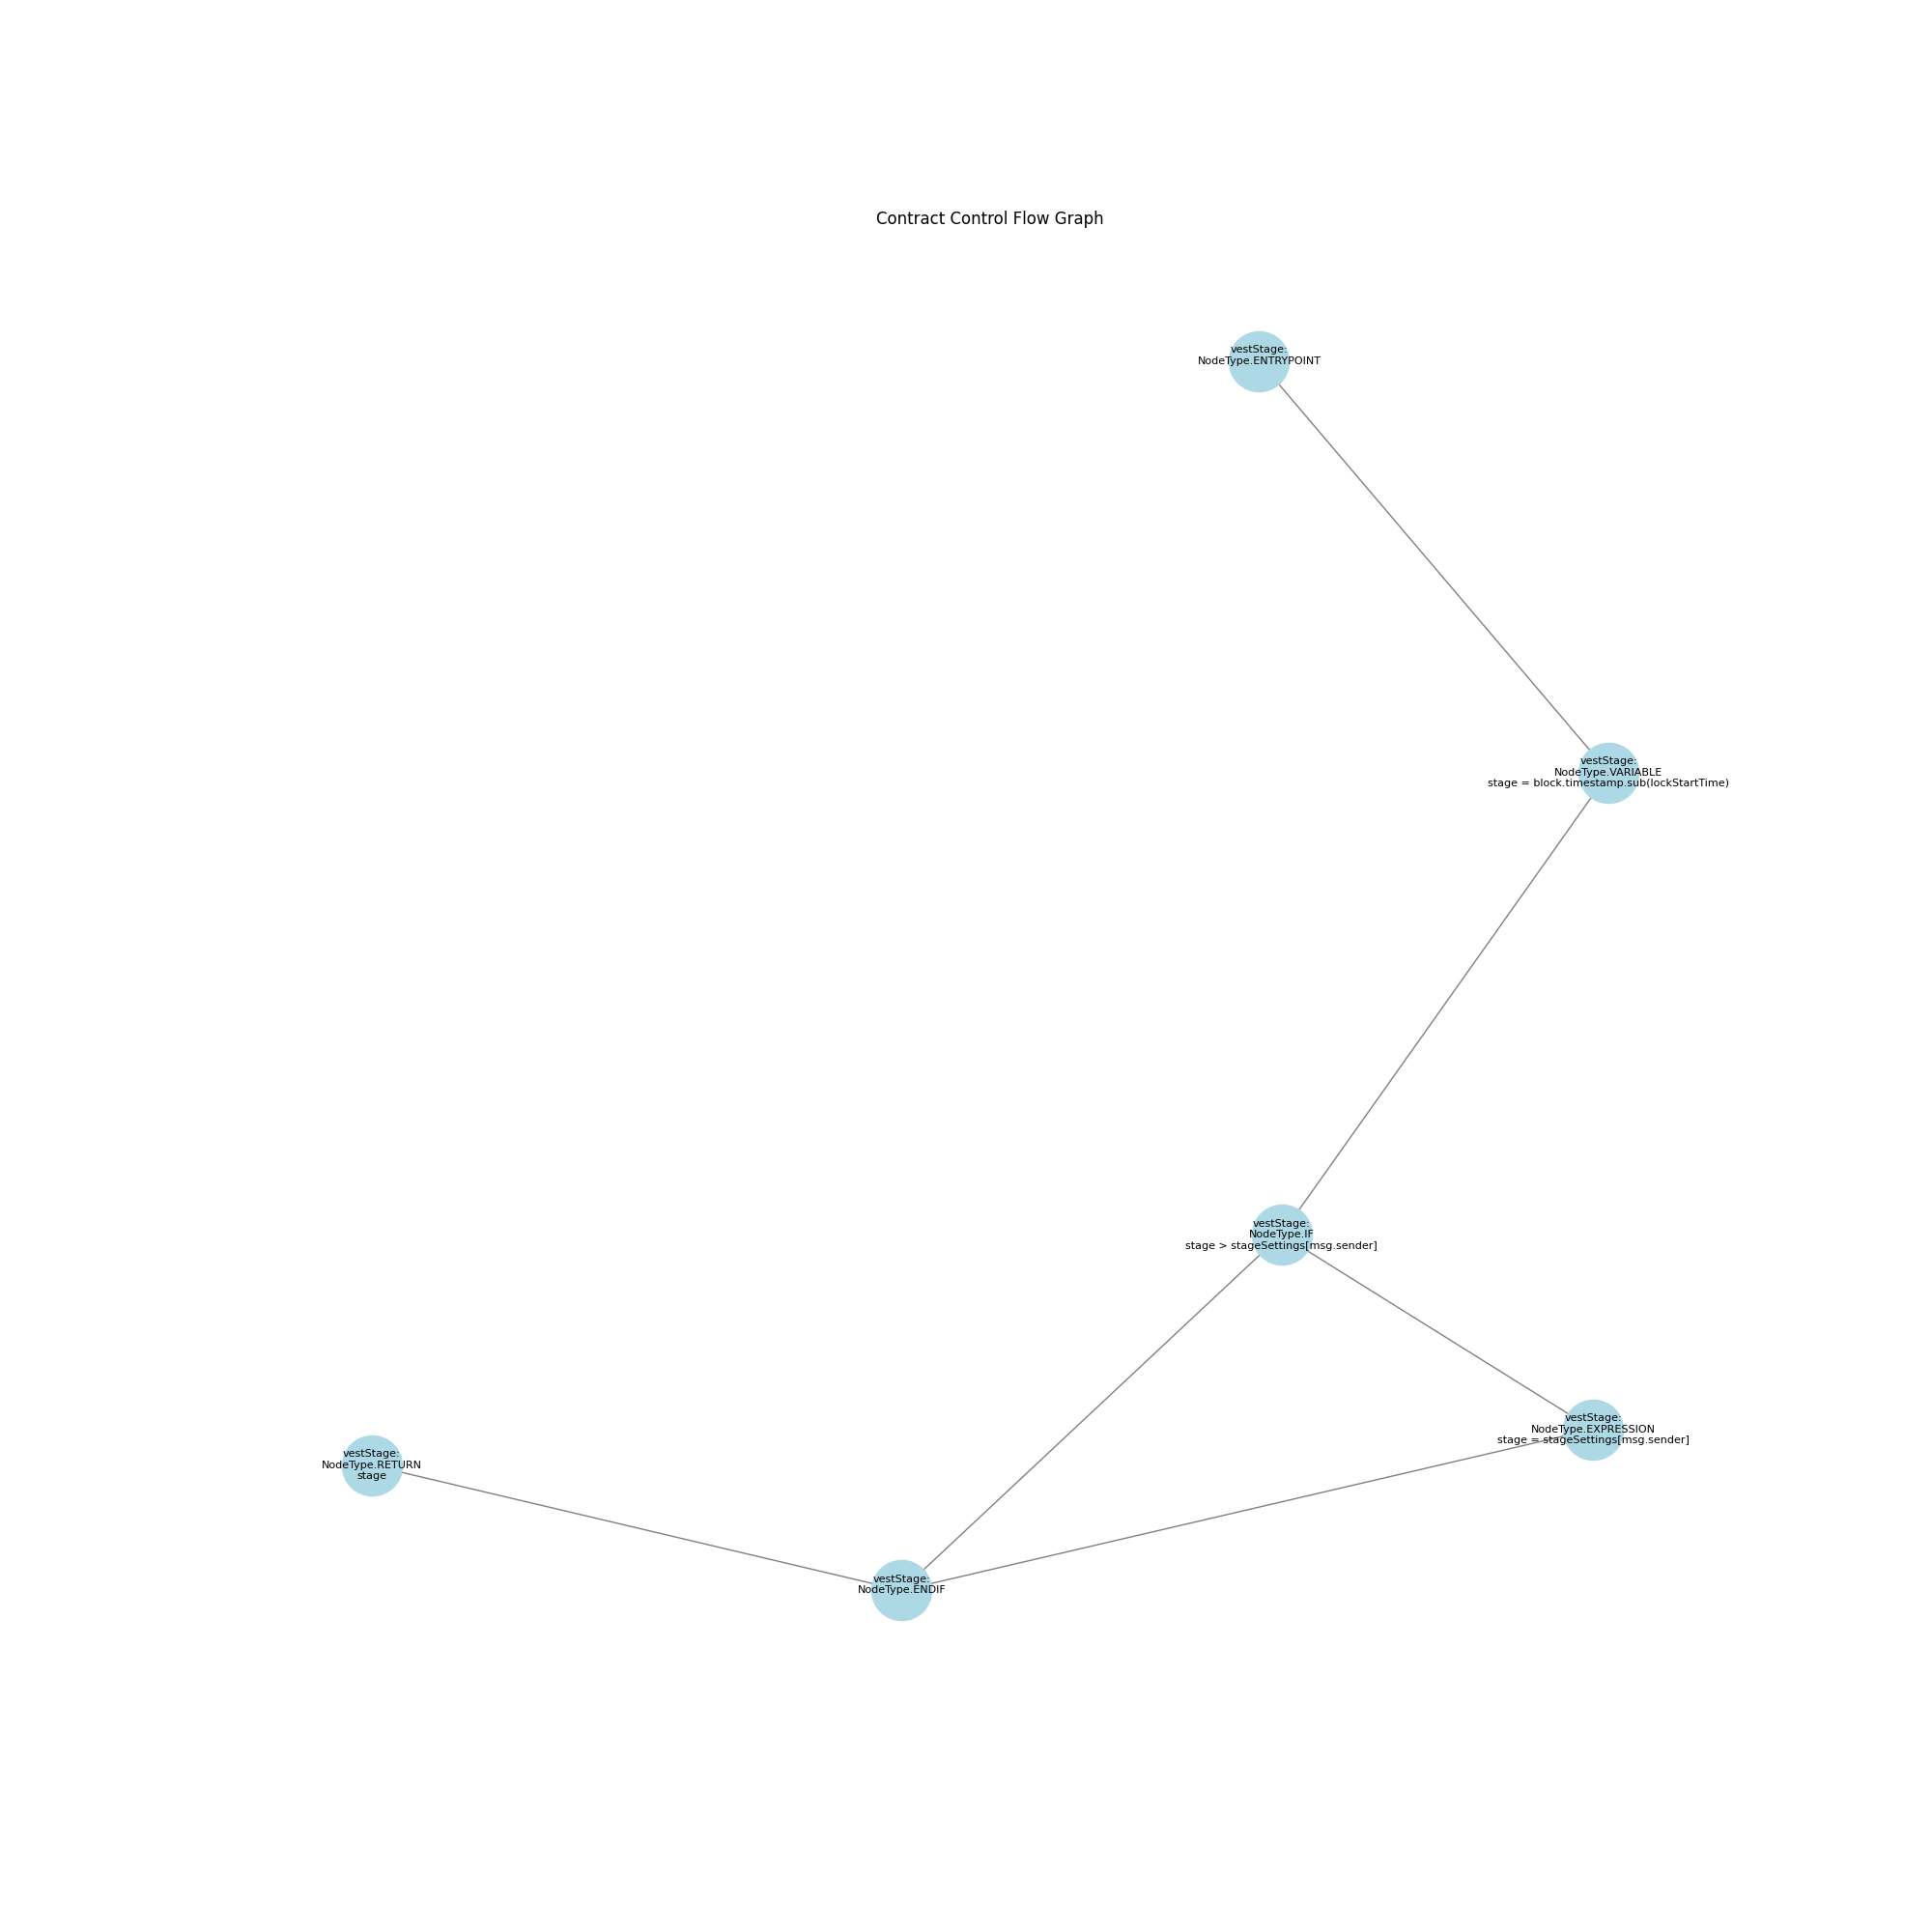 Contract Control Flow Graph
vestStage:
NodeType.ENTRYPOINT
vestStage:
NodeType.VARIABLE
stage = block.timestamp.sub(lockStartTime)
vestStage:
NodeType.IF
stage > stageSettings[msg.sender]
vestStage:
NodeType.EXPRESSION
stage = stageSettings[msg.sender]
vestStage:
NodeType.RETURN
stage
vestStage:
NodeType.ENDIF